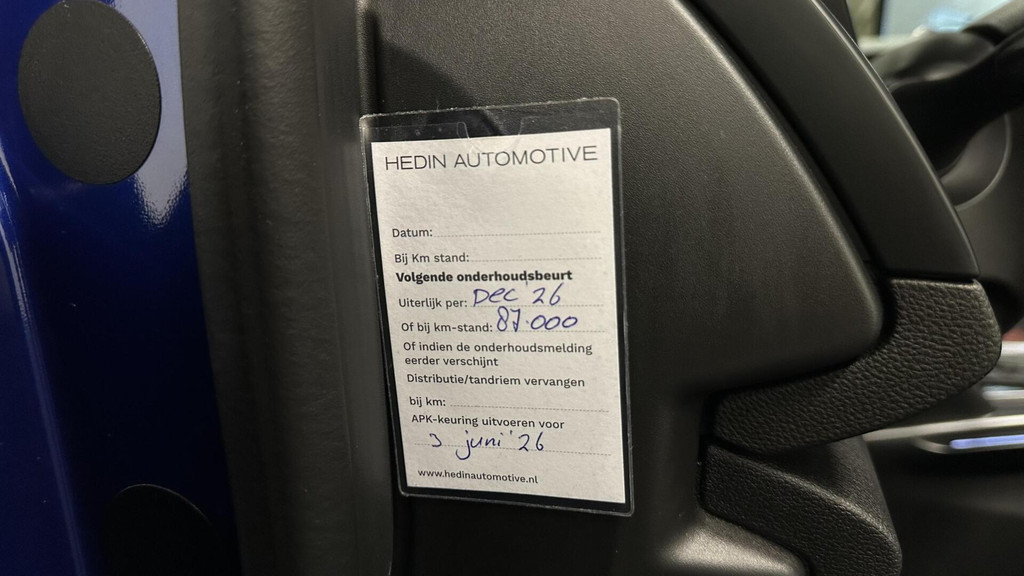 HEDIN AUTOMOTIVE
Datum:
Bij Km stand:
Volgende onderhoudsbeurt
Uiterlijk per: Dec 26
Of bij km-stand: 87.000
Of indien de onderhoudsmelding
eerder verschijnt
Distributie/tandriem vervangen
bij km:
APK-keuring uitvoeren voor
3 juni '26
www.hedinautomotive.nl